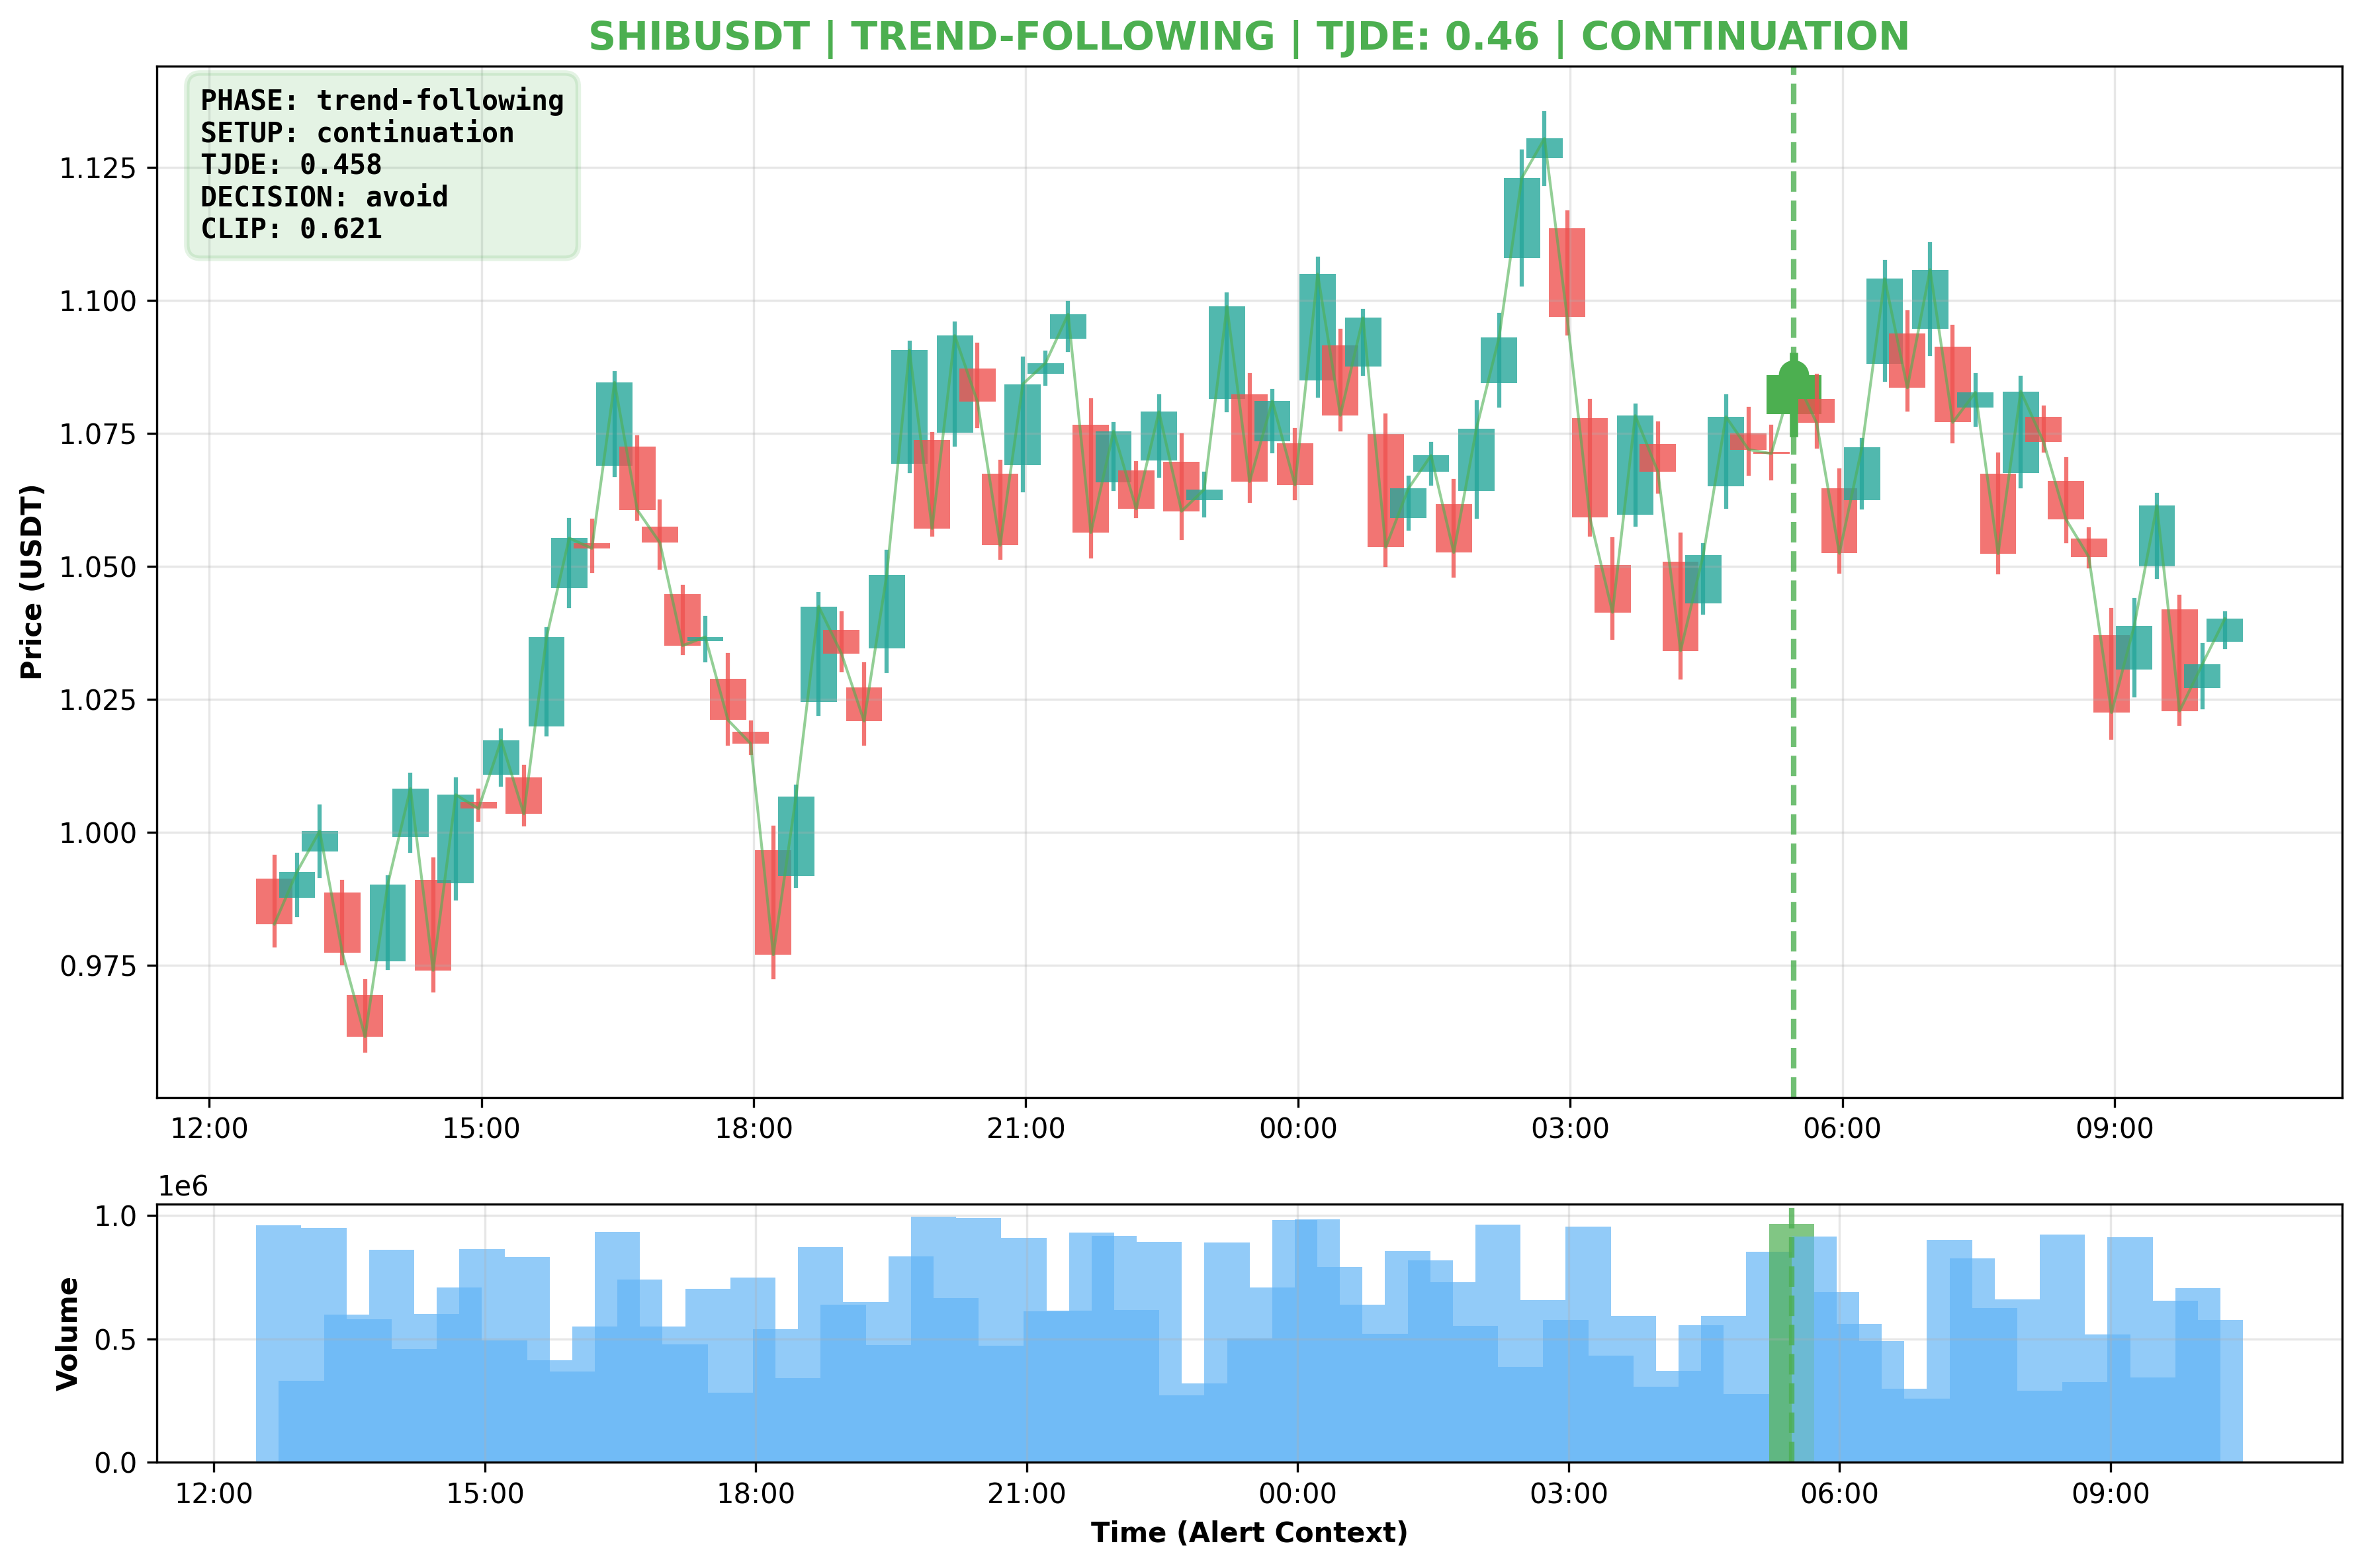 SHIBUSDT | TREND-FOLLOWING | TJDE: 0.46 | CONTINUATION
PHASE: trend-following
SETUP: continuation
TJDE: 0.458
DECISION: avoid
CLIP: 0.621
Price (USDT)
1.125
1.100
1.075
1.050
1.025
1.000
0.975
12:00 15:00 18:00 21:00 00:00 03:00 06:00 09:00
1e6
Volume
1.0
0.5
0.0
12:00 15:00 18:00 21:00 00:00 03:00 06:00 09:00
Time (Alert Context)